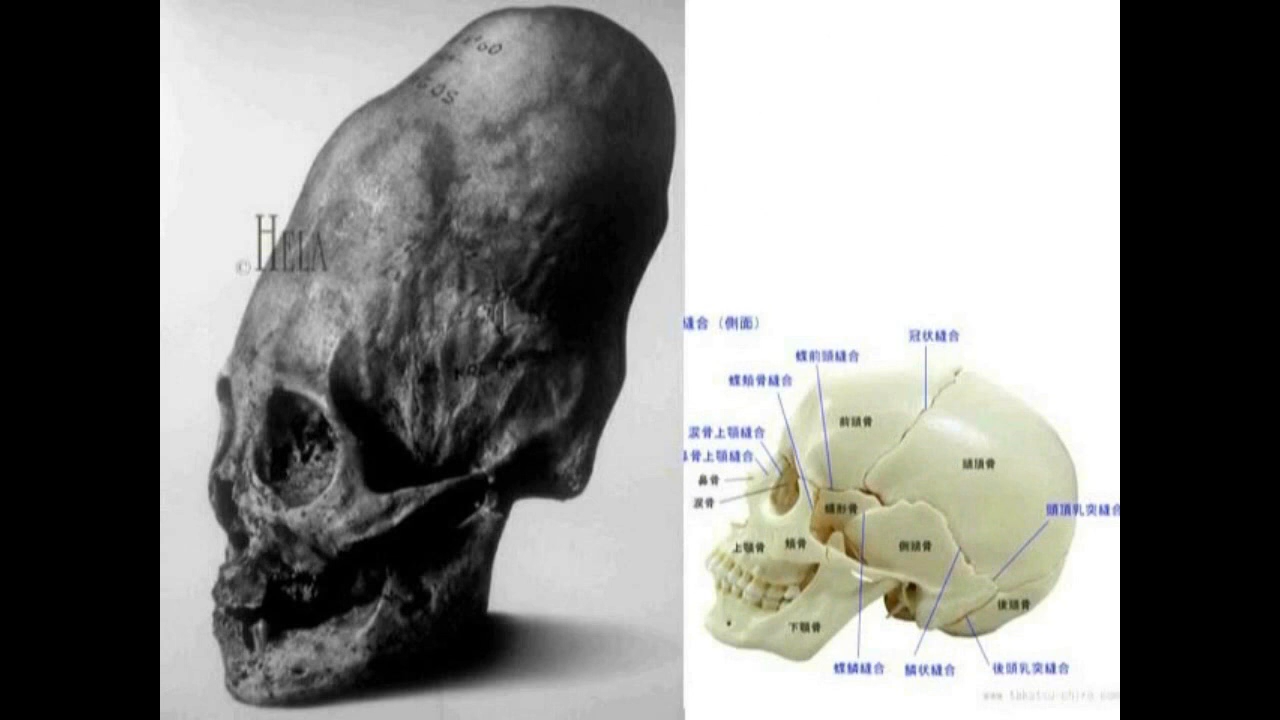 © HELA
縫合（側面）
冠状縫合
蝶前頭縫合
蝶頬骨縫合
前頭骨
涙骨上顎縫合
骨上顎縫合
頭頂骨
鼻骨
涙骨
蝶形骨
頭頂乳突縫合
上顎骨
頬骨
側頭骨
後頭骨
下顎骨
蝶鱗縫合
鱗状縫合
後頭乳突縫合
www.takatsu-chiro.com